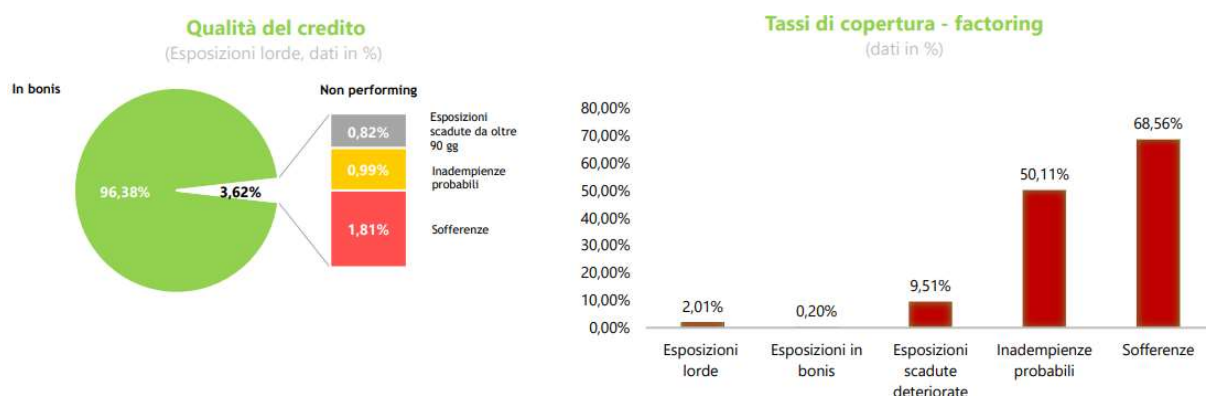 Qualità del credito
(Esposizioni lorde, dati in %)
In bonis
Non performing
96,38%
3,62%
0,82%
Esposizioni
scadute da oltre
90 gg
0,99%
Inadempienze
probabili
1,81%
Sofferenze
Tassi di copertura - factoring
(dati in %)
80,00%
70,00%
60,00%
50,00%
40,00%
30,00%
20,00%
10,00%
0,00%
2,01%
0,20%
9,51%
50,11%
68,56%
Esposizioni
lorde
Esposizioni in
bonis
Esposizioni
scadute
deteriorate
Inadempienze
probabili
Sofferenze